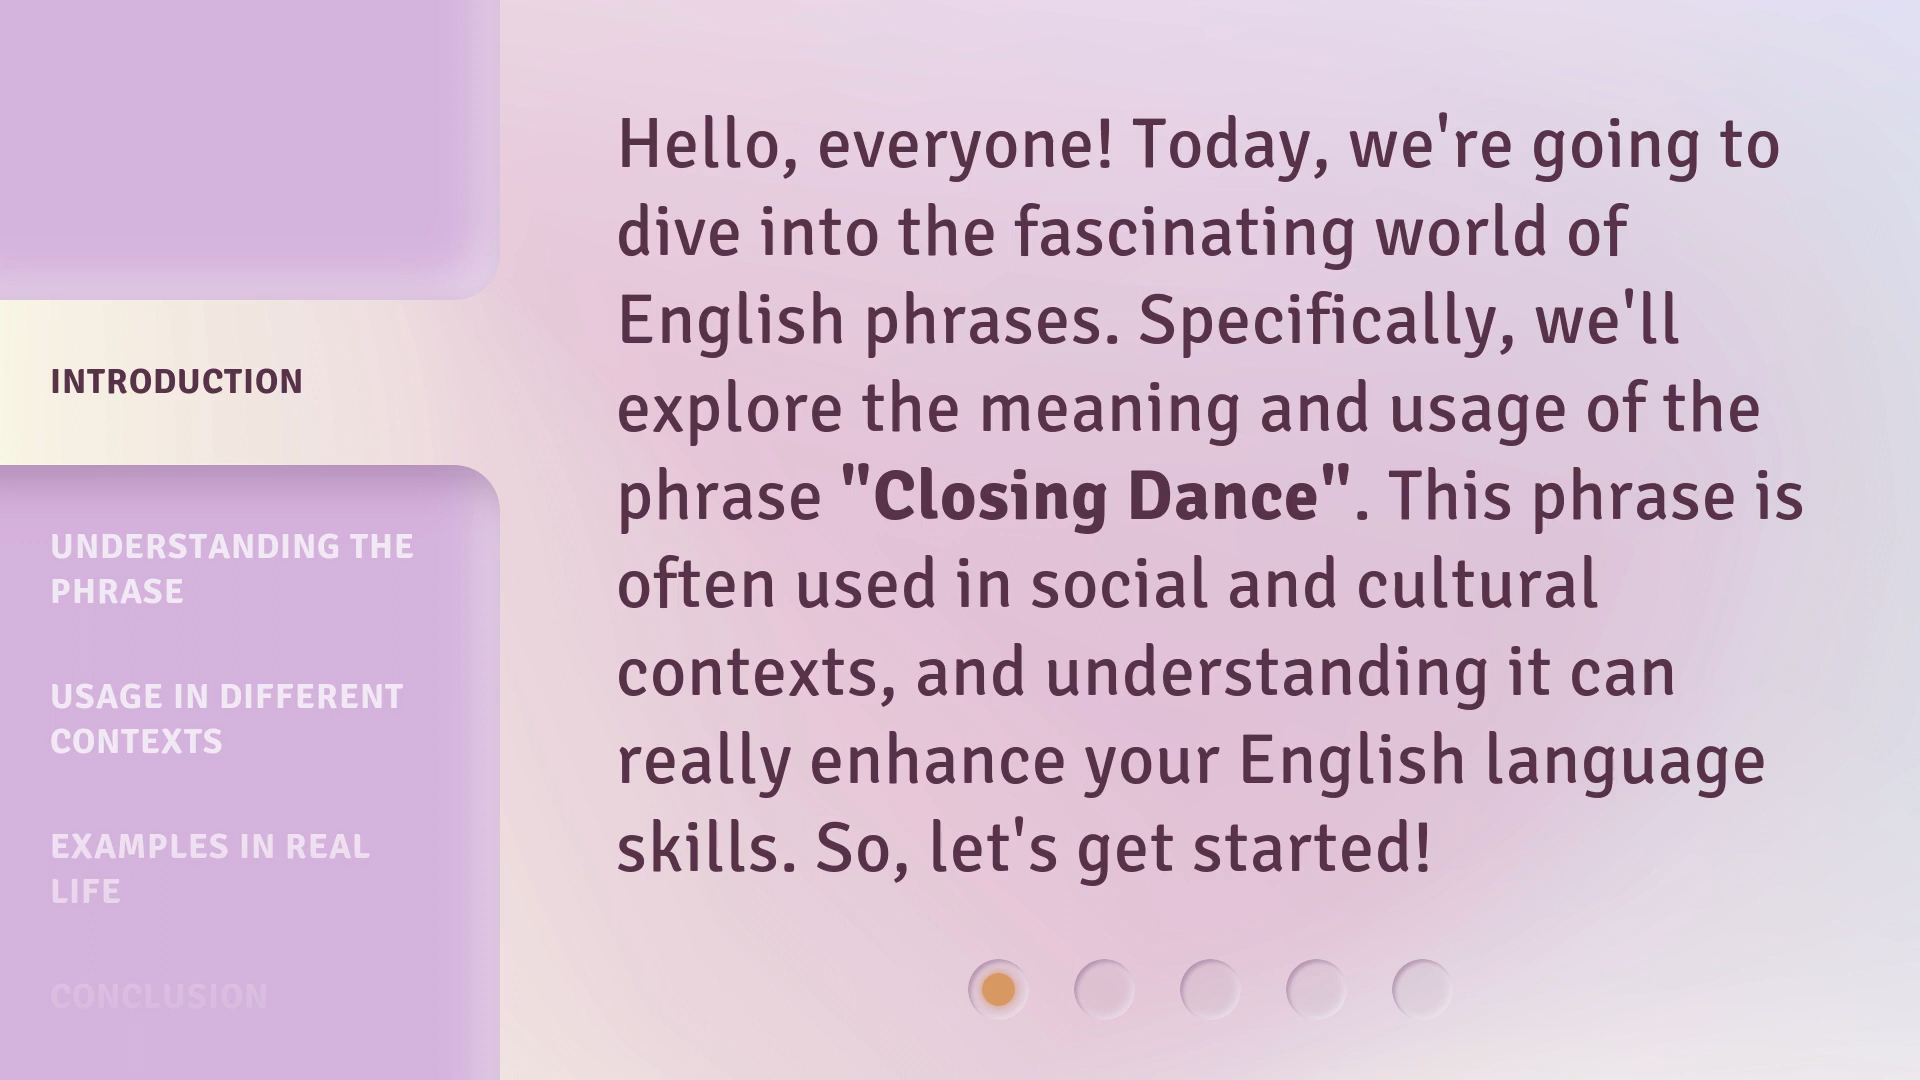 INTRODUCTION
UNDERSTANDING THE
PHRASE
USAGE IN DIFFERENT
CONTEXTS
EXAMPLES IN REAL
LIFE
CONCLUSION
Hello, everyone! Today, we're going to
dive into the fascinating world of
English phrases. Specifically, we'll
explore the meaning and usage of the
phrase "Closing Dance". This phrase is
often used in social and cultural
contexts, and understanding it can
really enhance your English language
skills. So, let's get started!